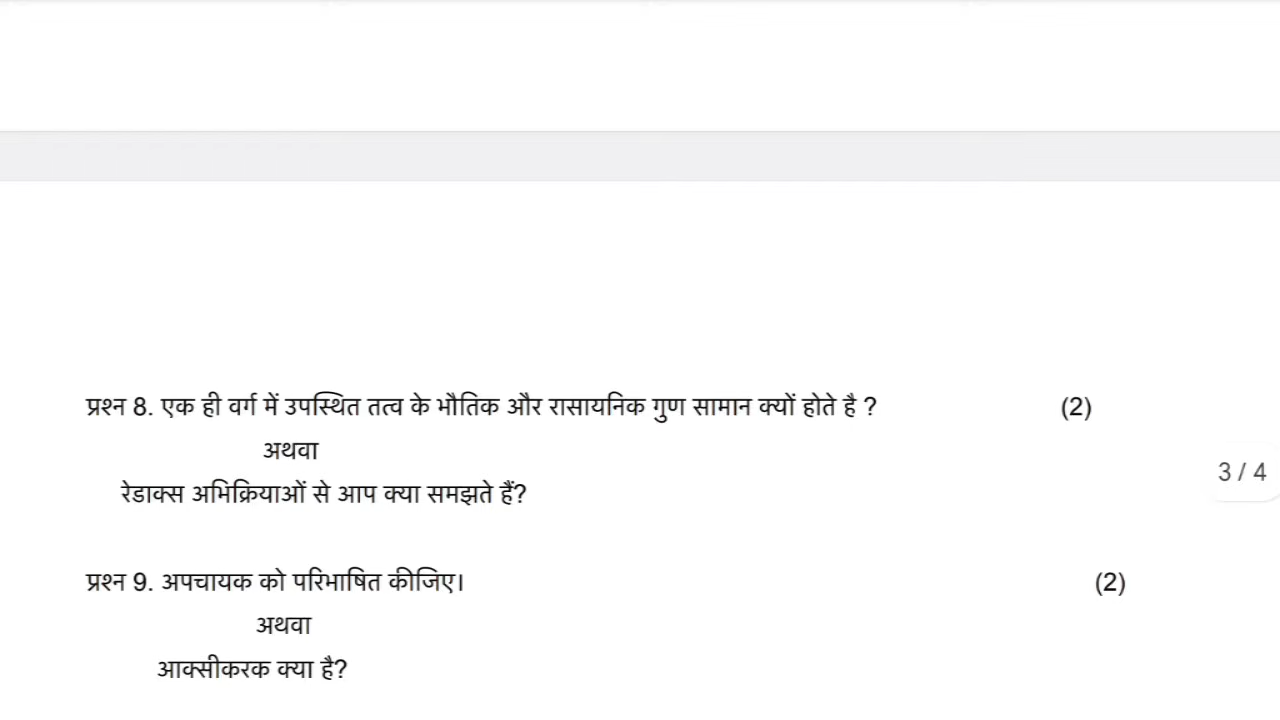 प्रश्न 8. एक ही वर्ग में उपस्थित तत्व के भौतिक और रासायनिक गुण सामान क्यों होते है ? (2)
अथवा
रेडाक्स अभिक्रियाओं से आप क्या समझते हैं?
3 / 4
प्रश्न 9. अपचायक को परिभाषित कीजिए। (2)
अथवा
आक्सीकरक क्या है?